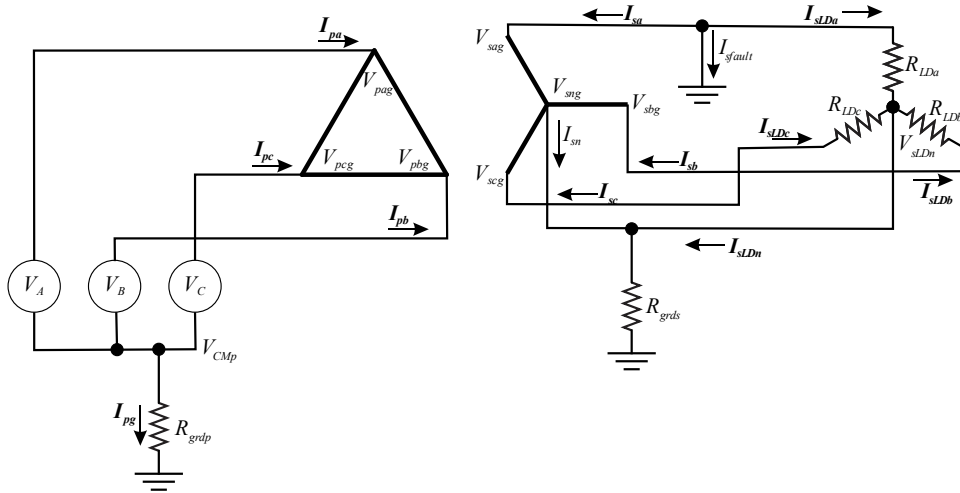 I_pa
V_pag
I_pc
V_pcg
V_pbg
I_pb
V_A
V_B
V_C
V_CMp
I_pg
R_grdp
I_sa
I_sLDa
V_sag
I_sfault
R_LDa
V_sng
V_sbg
R_LDc
R_LDb
I_sn
I_sLDc
V_sLDn
V_scg
I_sb
I_sc
I_sLDb
I_sLDn
R_grds